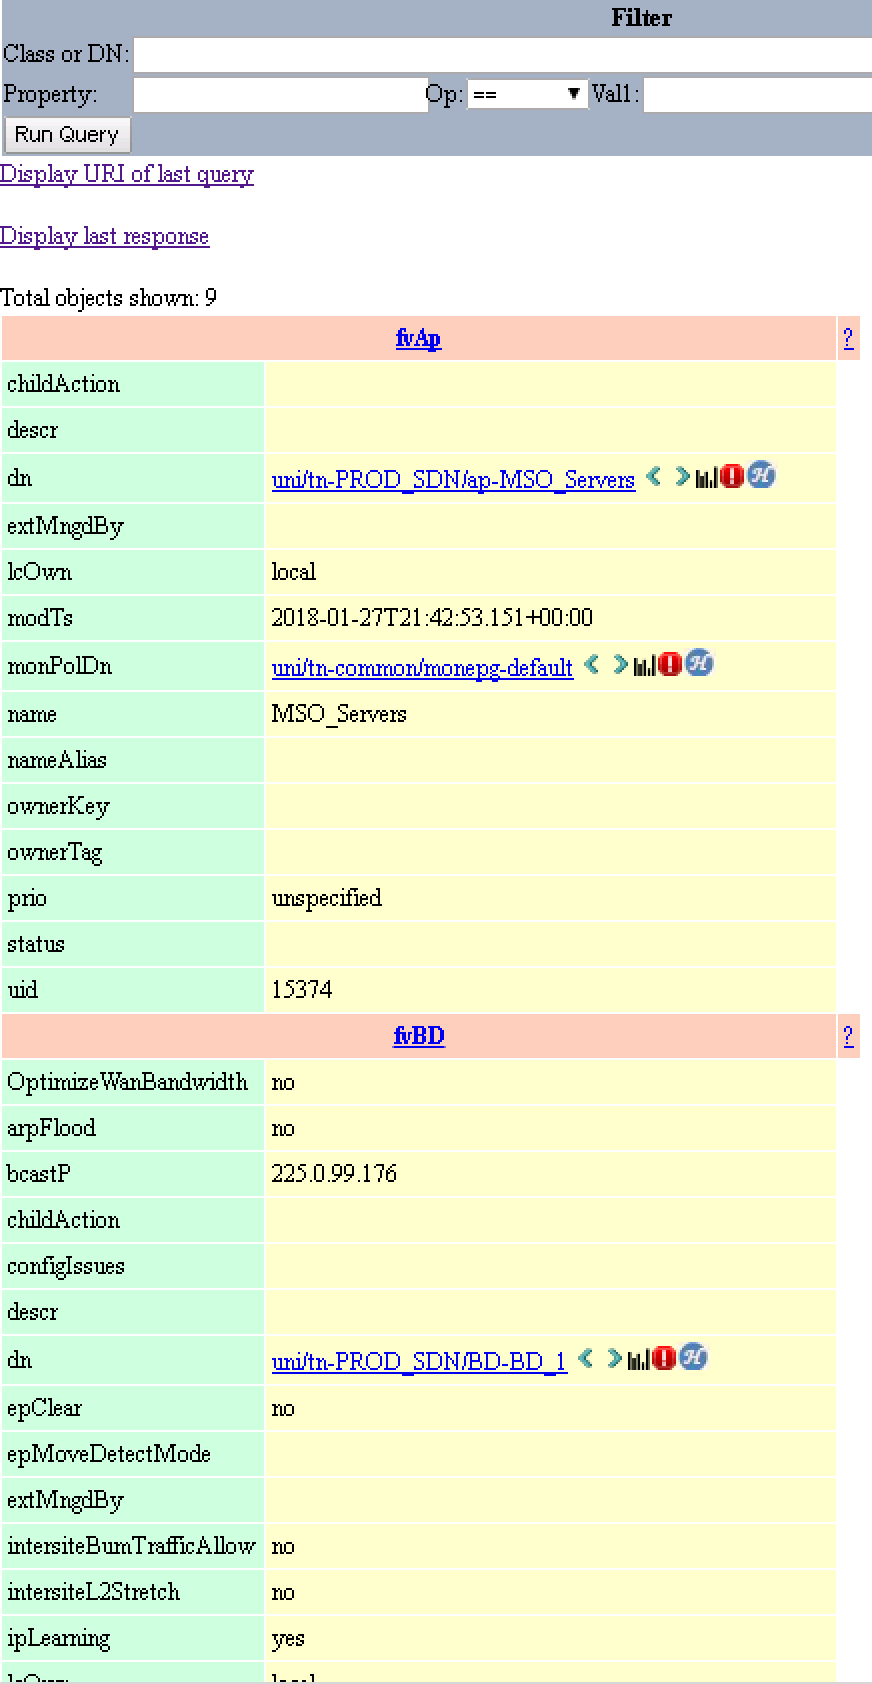 Filter
Class or DN:
Property: Op: == Val1:
Run Query
Display URI of last query
Display last response
Total objects shown: 9
fvAp ?
childAction
descr
dn uni/tn-PROD_SDN/ap-MSO_Servers
extMngdBy
lcOwn local
modTs 2018-01-27T21:42:53.151+00:00
monPolDn uni/tn-common/monepg-default
name MSO_Servers
nameAlias
ownerKey
ownerTag
prio unspecified
status
uid 15374
fvBD ?
OptimizeWanBandwidth no
arpFlood no
bcastP 225.0.99.176
childAction
configIssues
descr
dn uni/tn-PROD_SDN/BD-BD_1
epClear no
epMoveDetectMode
extMngdBy
intersiteBumTrafficAllow no
intersiteL2Stretch no
ipLearning yes
lcOwn local